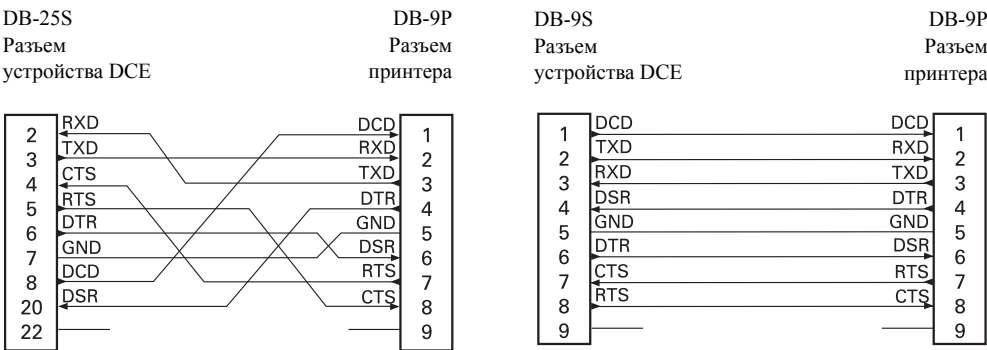 DB-25S DB-9P
Разъем Разъем
устройства DCE принтера
2 RXD DCD 1
3 TXD RXD 2
4 CTS TXD 3
5 RTS DTR 4
6 DTR GND 5
7 GND DSR 6
8 DCD RTS 7
20 DSR CTS 8
22 9
DB-9S DB-9P
Разъем Разъем
устройства DCE принтера
1 DCD DCD 1
2 TXD RXD 2
3 RXD TXD 3
4 DSR DTR 4
5 GND GND 5
6 DTR DSR 6
7 CTS RTS 7
8 RTS CTS 8
9 9